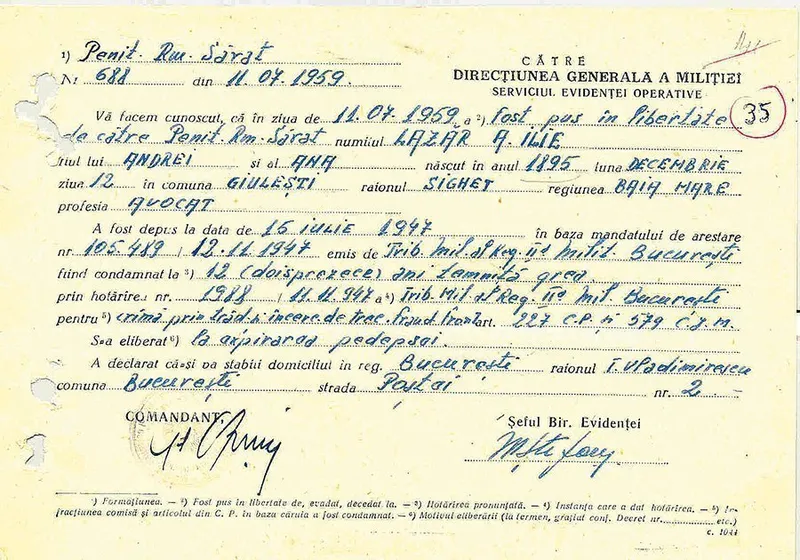 ¹) Penit. Rm. Sărat
Nr 688 din 11.07.1959.
CĂTRE
DIRECȚIUNEA GENERALĂ A MILIȚIEI
SERVICIUL EVIDENȚEI OPERATIVE
35
Vă facem cunoscut, că în ziua de 11.07.1959 a ²) fost pus în libertate
de către Penit Rm-Sărat numitul LAZĂR A. ILIE
fiul lui ANDREI și al ANA născut în anul 1895 luna DECEMBRIE
ziua 12 în comuna GIULEȘTI raionul SIGHET regiunea BAIA MARE
profesia AVOCAT
A fost depus la data de 15 IULIE 1947 în baza mandatului de arestare
nr 105.489 / 12.11.1947 emis de Trib. Mil. al Reg. II a Milit. București
fiind condamnat la ³) 12 (doisprezece) ani temniță grea
prin hotărîrea nr. 1988 / 11.11.947 a ⁴) Trib. Mil. al Reg. II a Mil. București
pentru ⁵) crimă prin trăd. și încerc. de trec. fraud. front. art. 227 C.P. și 579 C.J.M.
S-a eliberat ⁶) la expirarea pedepsei.
A declarat că-și va stabili domiciliul în reg. București raionul T. Vladimirescu
comuna București strada Poștei nr. 2
COMANDANT,
Șeful Bir. Evidenței
¹) Formațiunea. — ²) Fost pus în libertate de, evadat, decedat la. — ³) Hotărîrea pronunțată. — ⁴) Instanța care a dat hotărîrea. — ⁵) In-
fracțiunea comisă și articolul din C. P. în baza căruia a fost condamnat. — ⁶) Motivul eliberării (la termen, grațiat conf. Decret nr. etc.)
c. 1044